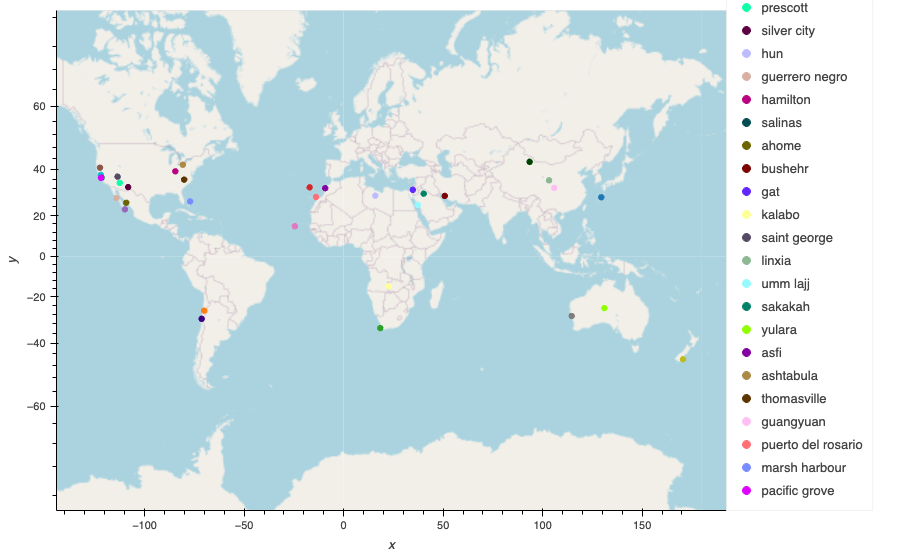 prescott
silver city
hun
guerrero negro
hamilton
salinas
ahome
bushehr
gat
kalabo
saint george
linxia
umm lajj
sakakah
yulara
asfi
ashtabula
thomasville
guangyuan
puerto del rosario
marsh harbour
pacific grove
60
40
20
0
−20
−40
−60
y
−100 −50 0 50 100 150
x